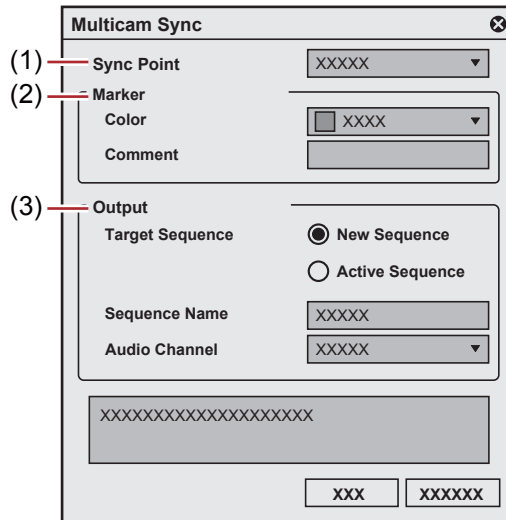 Multicam Sync
(1) Sync Point XXXXX
(2) Marker
Color XXXX
Comment
(3) Output
Target Sequence New Sequence
Active Sequence
Sequence Name XXXXX
Audio Channel XXXXX
XXXXXXXXXXXXXXXXXXXX
XXX XXXXXX